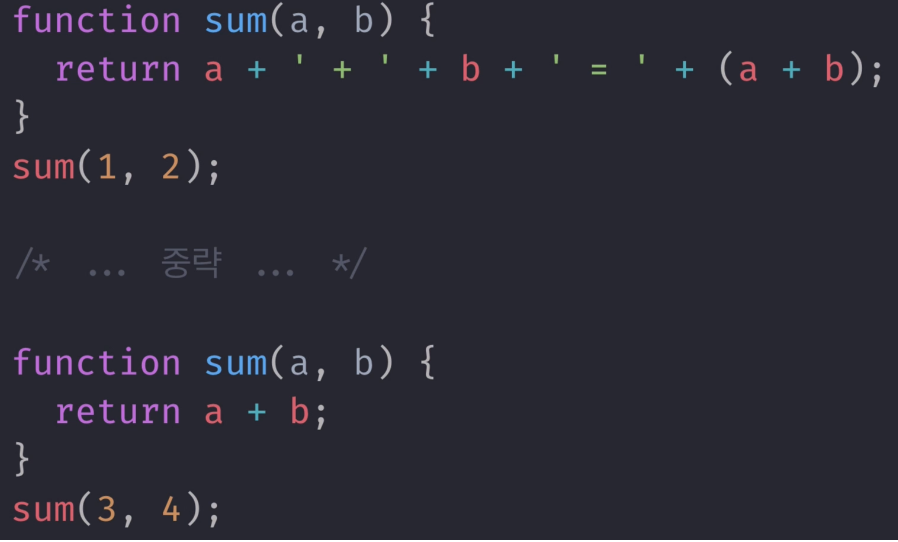 function sum(a, b) {
  return a + ' + ' + b + ' = ' + (a + b);
}
sum(1, 2);

/* ... 중략 ... */

function sum(a, b) {
  return a + b;
}
sum(3, 4);